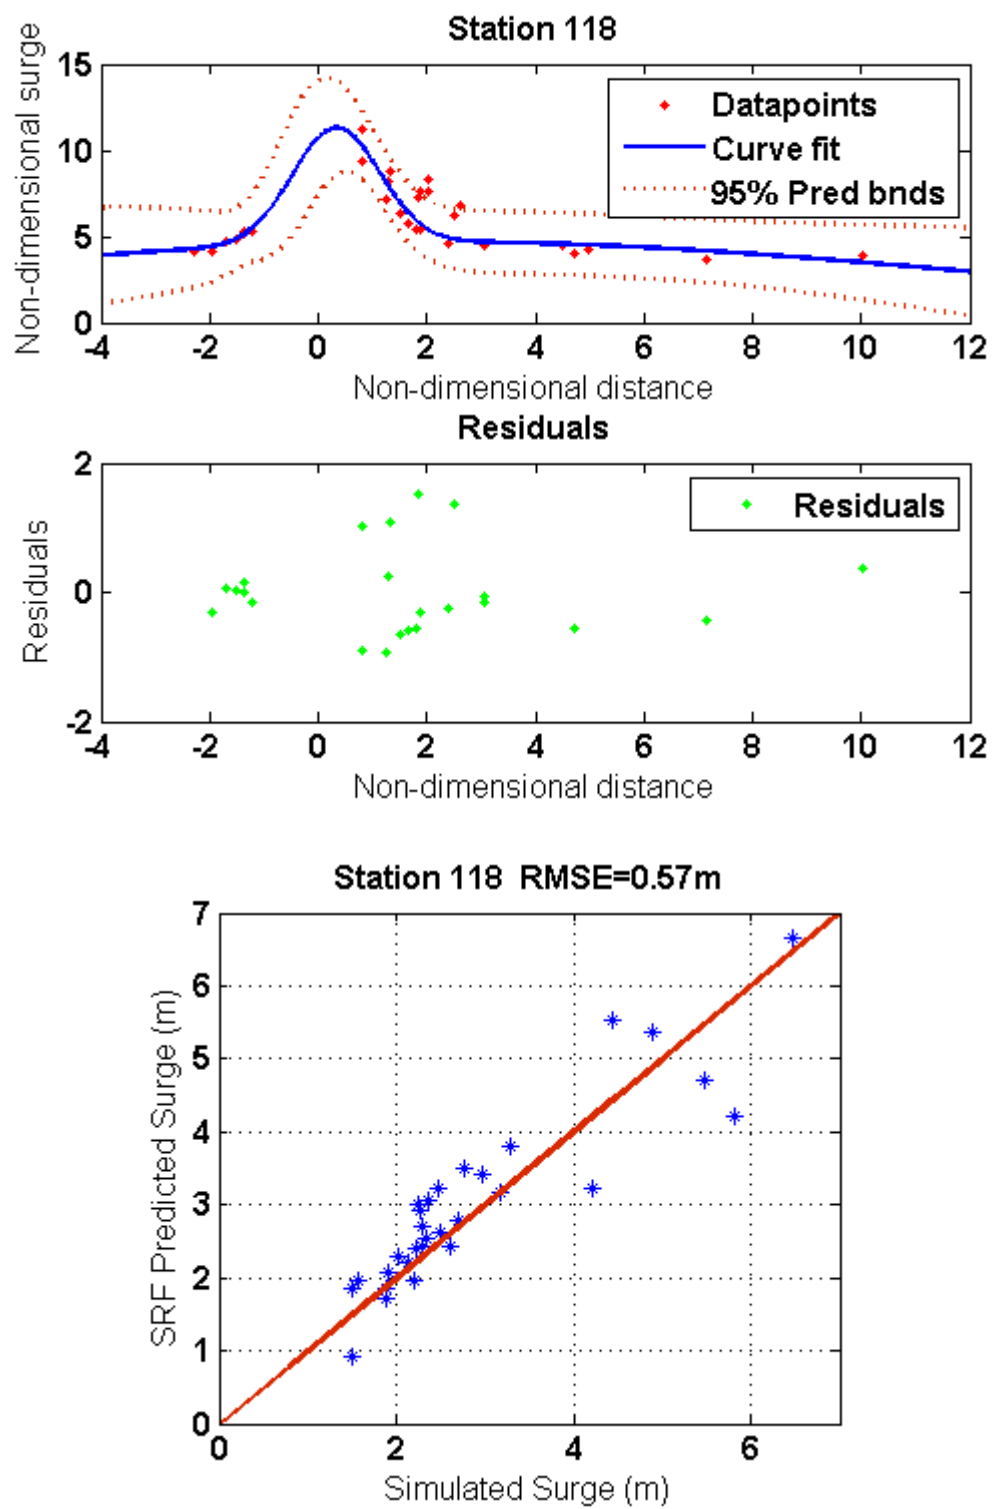 Station 118
Non-dimensional surge
15
10
5
0
Datapoints
Curve fit
95% Pred bnds
-4 -2 0 2 4 6 8 10 12
Non-dimensional distance
Residuals
Residuals
2
0
-2
Residuals
-4 -2 0 2 4 6 8 10 12
Non-dimensional distance
Station 118 RMSE=0.57m
SRF Predicted Surge (m)
7
6
5
4
3
2
1
0
0 2 4 6
Simulated Surge (m)